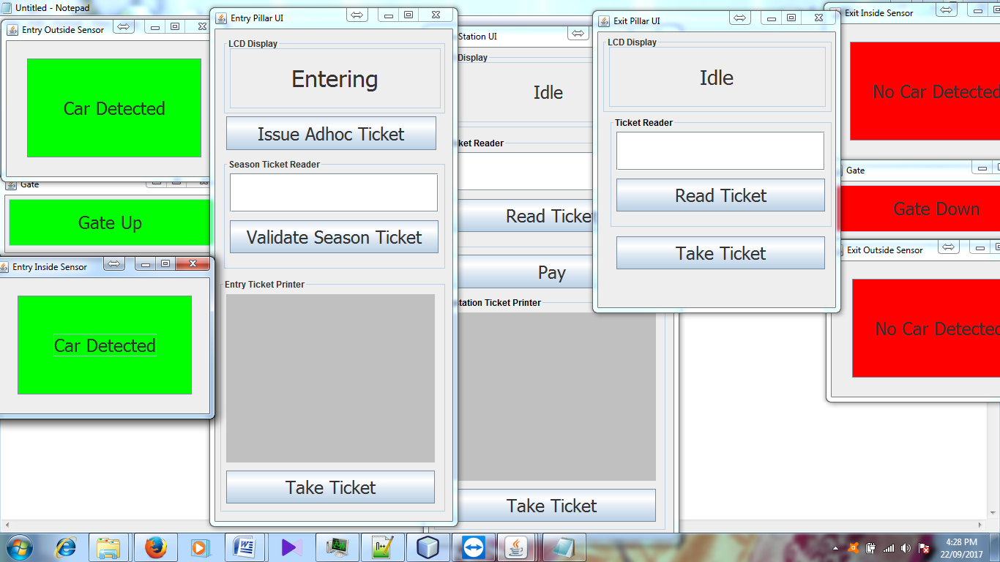 Untitled - Notepad
Entry Outside Sensor
Car Detected
Gate
Gate Up
Entry Inside Sensor
Car Detected
Entry Pillar UI
LCD Display
Entering
Issue Adhoc Ticket
Season Ticket Reader
Validate Season Ticket
Entry Ticket Printer
Take Ticket
Station UI
Display
Idle
ket Reader
Read Ticket
Pay
tation Ticket Printer
Take Ticket
Exit Pillar UI
LCD Display
Idle
Ticket Reader
Read Ticket
Take Ticket
Exit Inside Sensor
No Car Detected
Gate
Gate Down
Exit Outside Sensor
No Car Detected
4:28 PM
22/09/2017